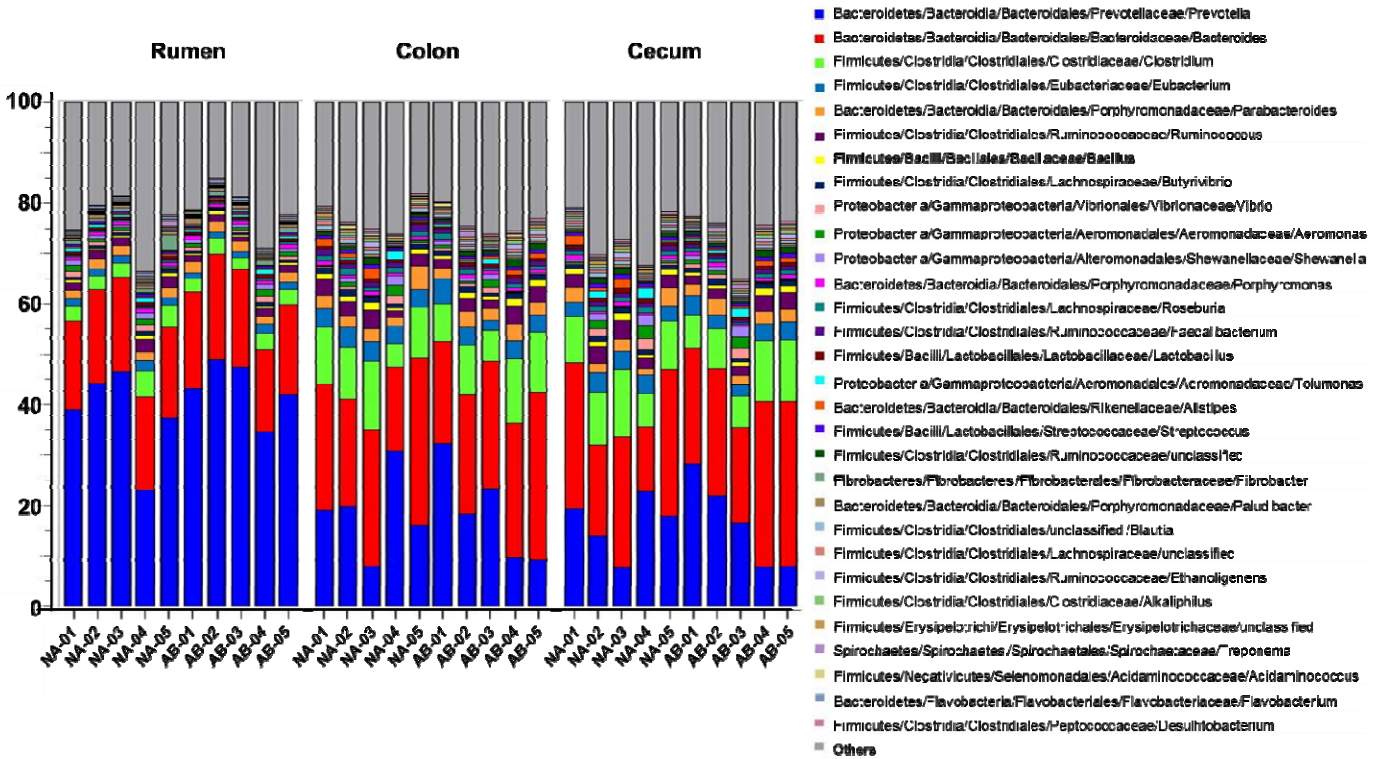 Rumen Colon Cecum
100
80
60
40
20
0
NA-01 NA-02 NA-03 NA-04 NA-05 AB-01 AB-02 AB-03 AB-04 AB-05
NA-01 NA-02 NA-03 NA-04 NA-05 AB-01 AB-02 AB-03 AB-04 AB-05
NA-01 NA-02 NA-03 NA-04 NA-05 AB-01 AB-02 AB-03 AB-04 AB-05
Bacteroidetes/Bacteroidia/Bacteroidales/Prevotellaceae/Prevotella
Bacteroidetes/Bacteroidia/Bacteroidales/Bacteroidaceae/Bacteroides
Firmicutes/Clostridia/Clostridiales/Clostridiaceae/Clostridium
Firmicutes/Clostridia/Clostridiales/Eubacteriaceae/Eubacterium
Bacteroidetes/Bacteroidia/Bacteroidales/Porphyromonadaceae/Parabacteroides
Firmicutes/Clostridia/Clostridiales/Ruminococcaceae/Ruminococcus
Firmicutes/Bacilli/Bacillales/Bacillaceae/Bacillus
Firmicutes/Clostridia/Clostridiales/Lachnospiraceae/Butyrivibrio
Proteobacteria/Gammaproteobacteria/Vibrionales/Vibrionaceae/Vibrio
Proteobacteria/Gammaproteobacteria/Aeromonadales/Aeromonadaceae/Aeromonas
Proteobacteria/Gammaproteobacteria/Alteromonadales/Shewanellaceae/Shewanella
Bacteroidetes/Bacteroidia/Bacteroidales/Porphyromonadaceae/Porphyromonas
Firmicutes/Clostridia/Clostridiales/Lachnospiraceae/Roseburia
Firmicutes/Clostridia/Clostridiales/Ruminococcaceae/Faecalibacterium
Firmicutes/Bacilli/Lactobacillales/Lactobacillaceae/Lactobacillus
Proteobacteria/Gammaproteobacteria/Aeromonadales/Aeromonadaceae/Tolumonas
Bacteroidetes/Bacteroidia/Bacteroidales/Rikenellaceae/Alistipes
Firmicutes/Bacilli/Lactobacillales/Streptococcaceae/Streptococcus
Firmicutes/Clostridia/Clostridiales/Ruminococcaceae/unclassified
Fibrobacteres/Fibrobacteres/Fibrobacterales/Fibrobacteraceae/Fibrobacter
Bacteroidetes/Bacteroidia/Bacteroidales/Porphyromonadaceae/Paludibacter
Firmicutes/Clostridia/Clostridiales/unclassified/Blautia
Firmicutes/Clostridia/Clostridiales/Lachnospiraceae/unclassified
Firmicutes/Clostridia/Clostridiales/Ruminococcaceae/Ethanoligenens
Firmicutes/Clostridia/Clostridiales/Clostridiaceae/Alkaliphilus
Firmicutes/Erysipelotrichi/Erysipelotrichales/Erysipelotrichaceae/unclassified
Spirochaetes/Spirochaetes/Spirochaetales/Spirochaetaceae/Treponema
Firmicutes/Negativicutes/Selenomonadales/Acidaminococcaceae/Acidaminococcus
Bacteroidetes/Flavobacteria/Flavobacteriales/Flavobacteriaceae/Flavobacterium
Firmicutes/Clostridia/Clostridiales/Peptococcaceae/Desulfitobacterium
Others